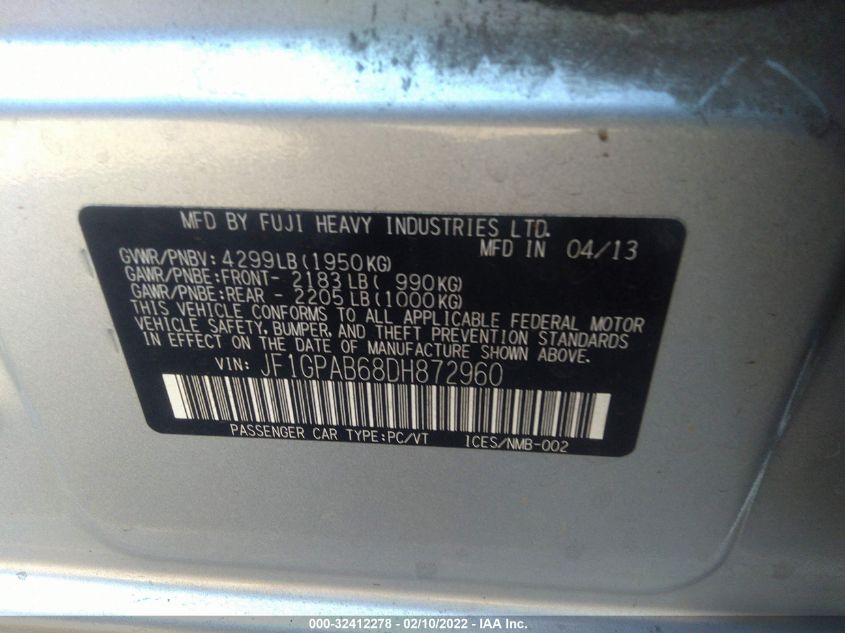 MFD BY FUJI HEAVY INDUSTRIES LTD.
MFD IN 04/13
GVWR/PNBV: 4299LB(1950KG)
GAWR/PNBE:FRONT- 2183LB( 990KG)
GAWR/PNBE:REAR - 2205LB(1000KG)
THIS VEHICLE CONFORMS TO ALL APPLICABLE FEDERAL MOTOR
VEHICLE SAFETY, BUMPER, AND THEFT PREVENTION STANDARDS
IN EFFECT ON THE DATE OF MANUFACTURE SHOWN ABOVE.
VIN: JF1GPAB68DH872960
PASSENGER CAR TYPE:PC/VT 1CES/NMB-002
000-32412278 - 02/10/2022 - IAA Inc.